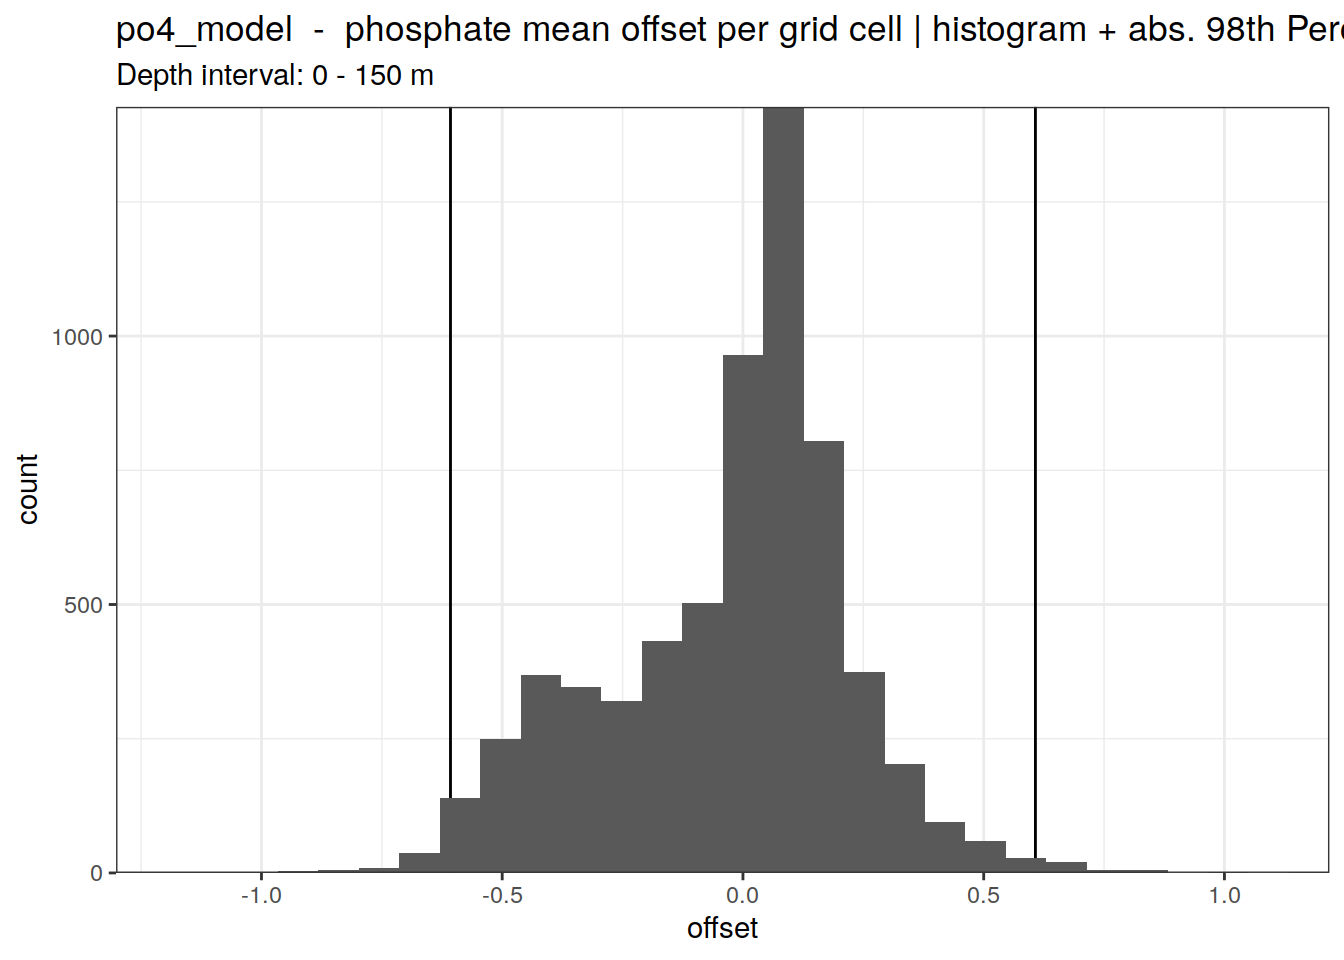 po4_model - phosphate mean offset per grid cell | histogram + abs. 98th
Depth interval: 0 - 150 m
1000
500
0
count
-1.0 -0.5 0.0 0.5 1.0
offset